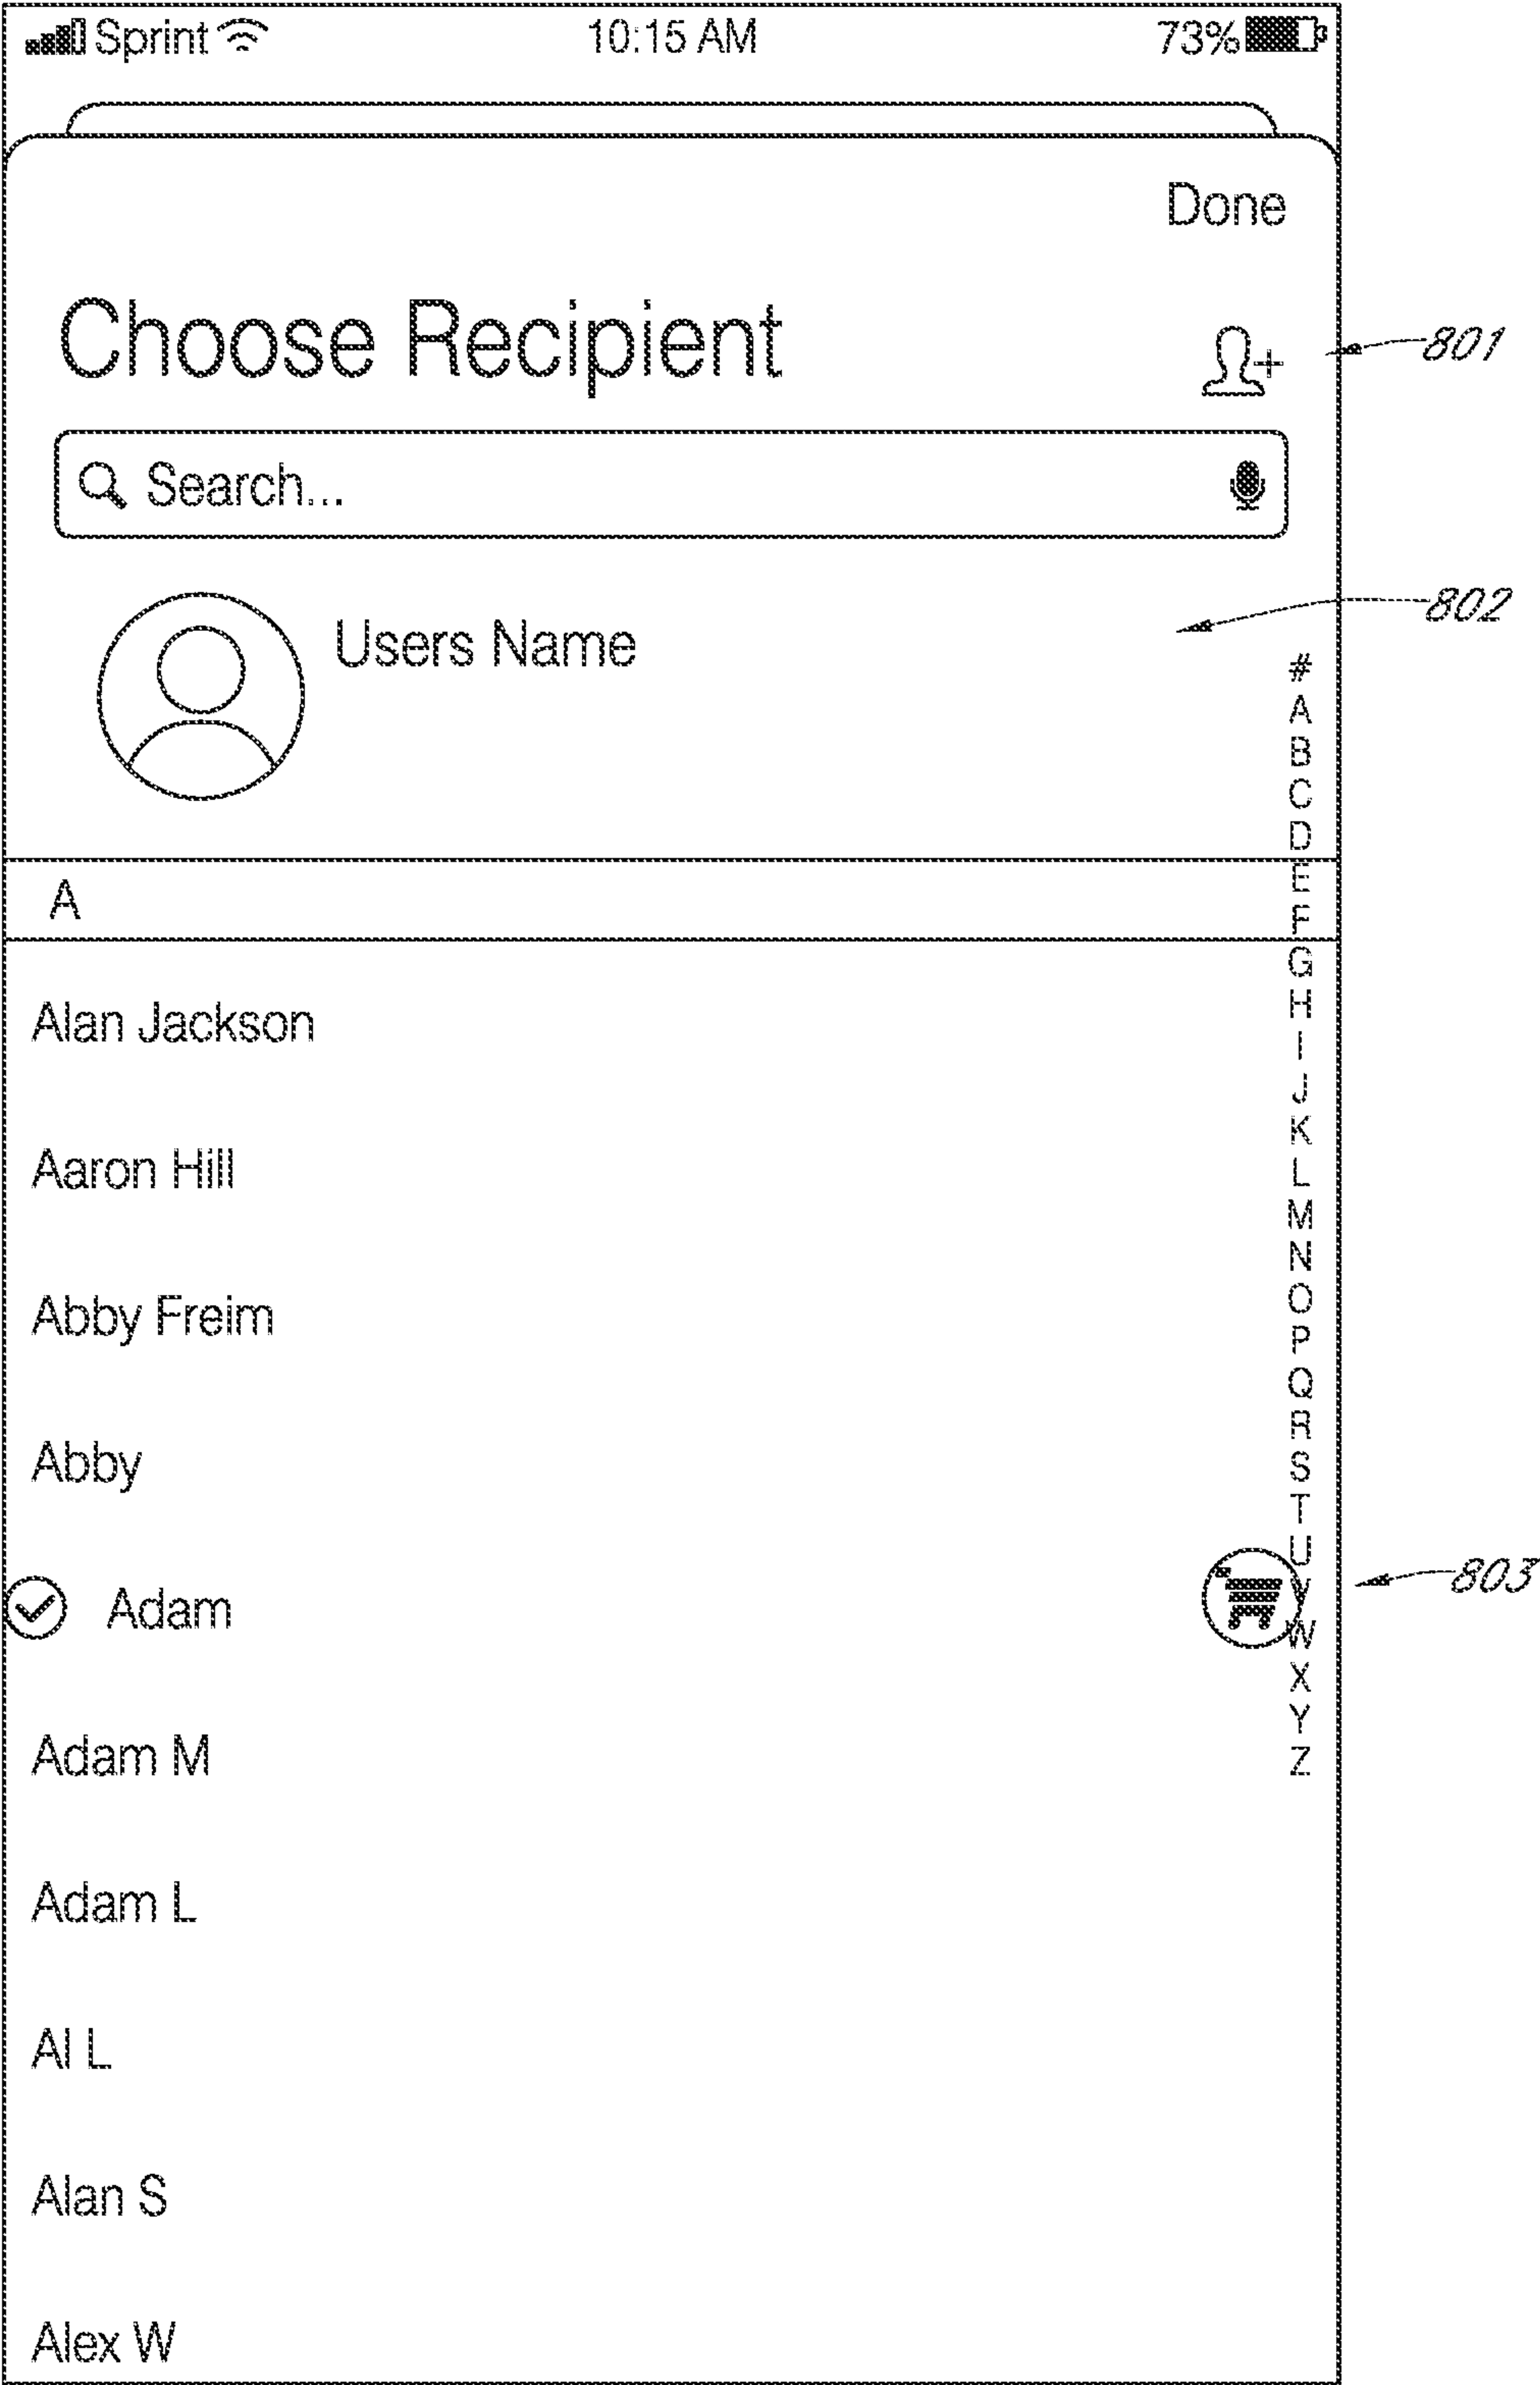 Sprint 10:15 AM 73%
Done
Choose Recipient
801
Search...
802
Users Name
#
A
B
C
D
E
F
A
G
H
I
J
K
L
M
N
O
P
Q
R
S
T
U
V
W
X
Y
Z
Alan Jackson
Aaron Hill
Abby Freim
Abby
Adam
803
Adam M
Adam L
Al L
Alan S
Alex W